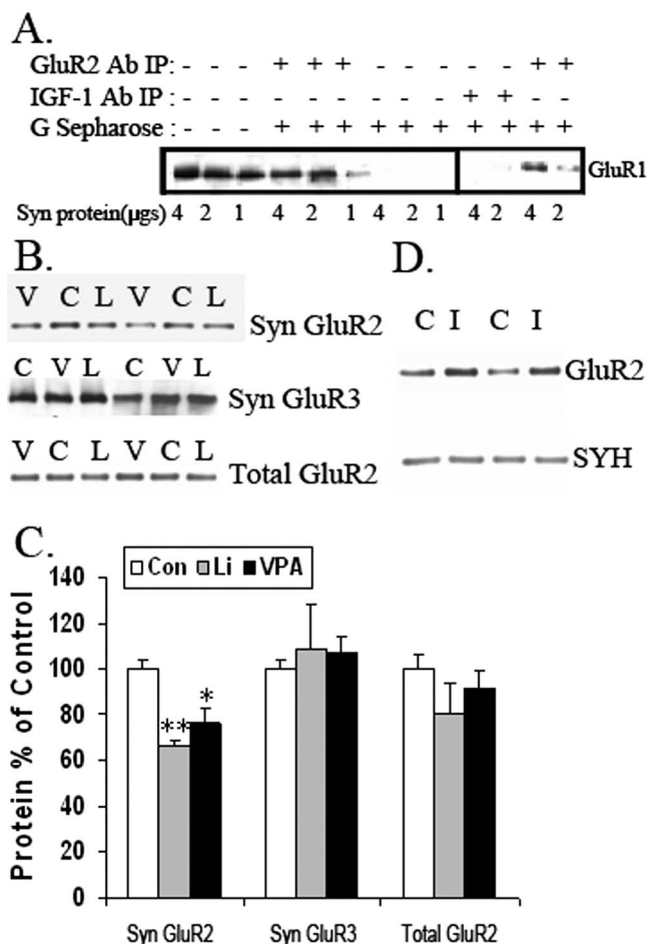 A.
GluR2 Ab IP: - - - + + + - - - - - + +
IGF-1 Ab IP: - - - - - - - - - + + - -
G Sepharose : - - - + + + + + + + + + +
GluR1
Syn protein(µgs) 4 2 1 4 2 1 4 2 1 4 2 4 2
B.
V C L V C L
Syn GluR2
C V L C V L
Syn GluR3
V C L V C L
Total GluR2
D.
C I C I
GluR2
SYH
C.
Con Li VPA
Protein % of Control
140
120
100
80
60
40
20
0
** *
Syn GluR2 Syn GluR3 Total GluR2